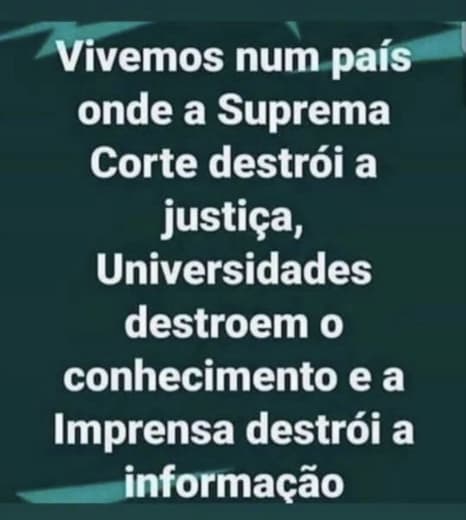 Vivemos num país
onde a Suprema
Corte destrói a
justiça,
Universidades
destroem o
conhecimento e a
Imprensa destrói a
informação